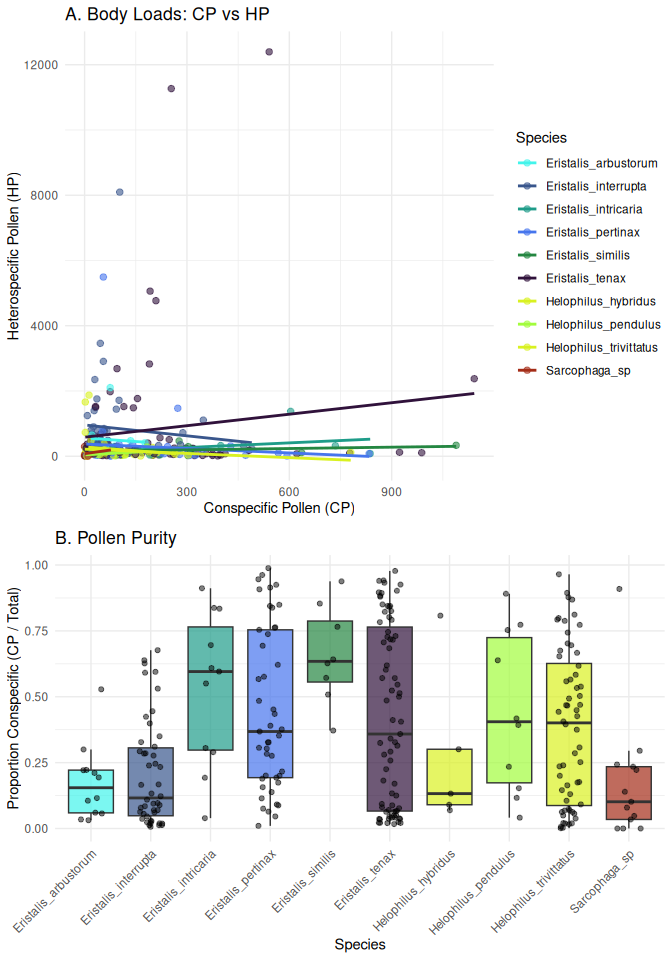 A. Body Loads: CP vs HP
Heterospecific Pollen (HP)
12000
8000
4000
0
0 300 600 900
Conspecific Pollen (CP)
Species
Eristalis_arbustorum
Eristalis_interrupta
Eristalis_intricaria
Eristalis_pertinax
Eristalis_similis
Eristalis_tenax
Helophilus_hybridus
Helophilus_pendulus
Helophilus_trivittatus
Sarcophaga_sp
B. Pollen Purity
Proportion Conspecific (CP / Total)
1.00
0.75
0.50
0.25
0.00
Eristalis_arbustorum
Eristalis_interrupta
Eristalis_intricaria
Eristalis_pertinax
Eristalis_similis
Eristalis_tenax
Helophilus_hybridus
Helophilus_pendulus
Helophilus_trivittatus
Sarcophaga_sp
Species